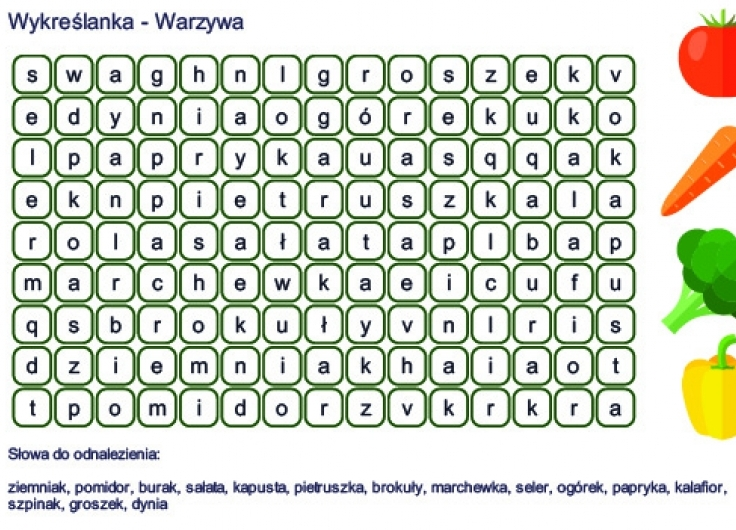 Wykreślanka - Warzywa
s w a g h n l g r o s z e k v
e d y n i a o g ó r e k u k o
l p a p r y k a u a s q q a k
e k n p i e t r u s z k a l a
r o l a s a ł a t a p l b a p
m a r c h e w k a e i c u f u
q s b r o k u ł y v n l r i s
d z i e m n i a k h a i a o t
t p o m i d o r z v k r k r a
Słowa do odnalezienia:
ziemniak, pomidor, burak, sałata, kapusta, pietruszka, brokuły, marchewka, seler, ogórek, papryka, kalafior,
szpinak, groszek, dynia